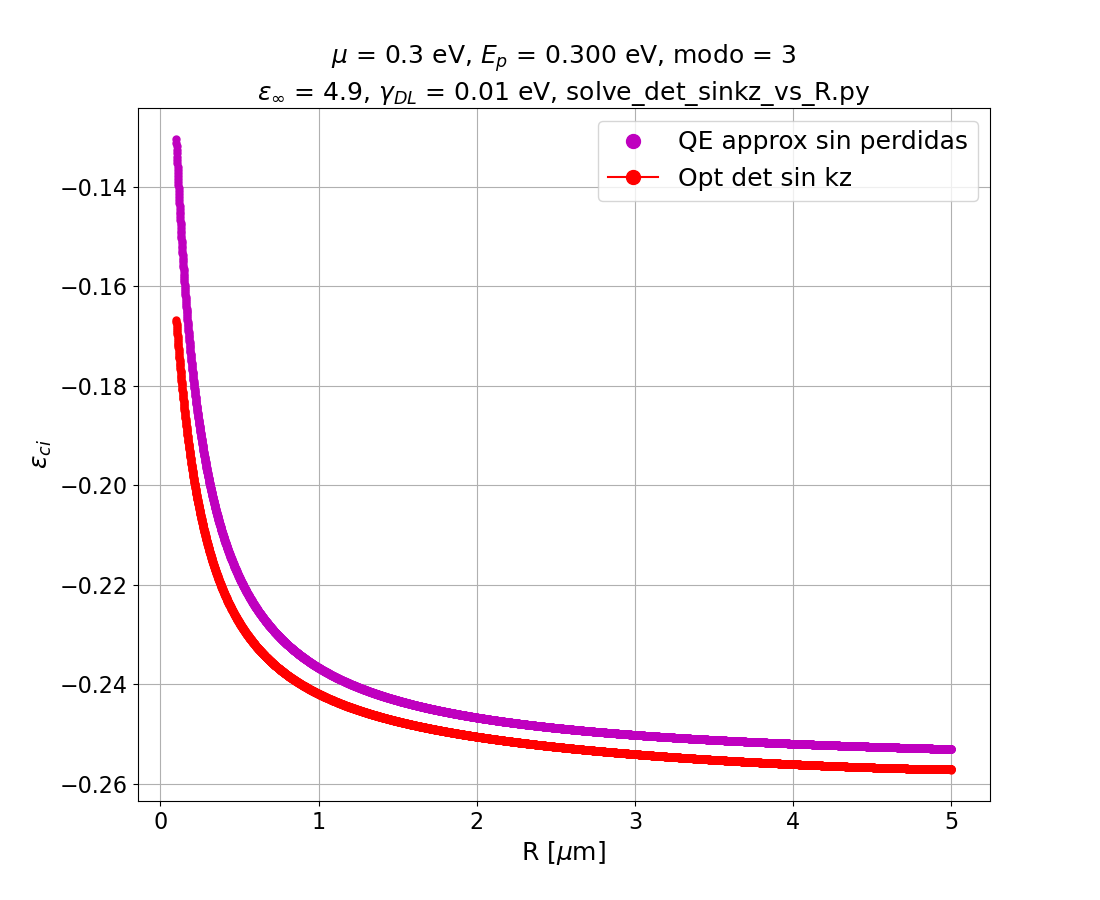 μ = 0.3 eV, E_p = 0.300 eV, modo = 3
ε_∞ = 4.9, γ_DL = 0.01 eV, solve_det_sinkz_vs_R.py
QE approx sin perdidas
Opt det sin kz
−0.14
−0.16
−0.18
−0.20
−0.22
−0.24
−0.26
ε_ci
0 1 2 3 4 5
R [μm]